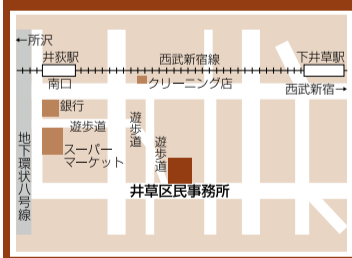 ←所沢
井荻駅
西武新宿線
下井草駅
南口
クリーニング店
西武新宿→
銀行
遊歩道
遊歩道
遊歩道
スーパー
マーケット
地下環状八号線
井草区民事務所